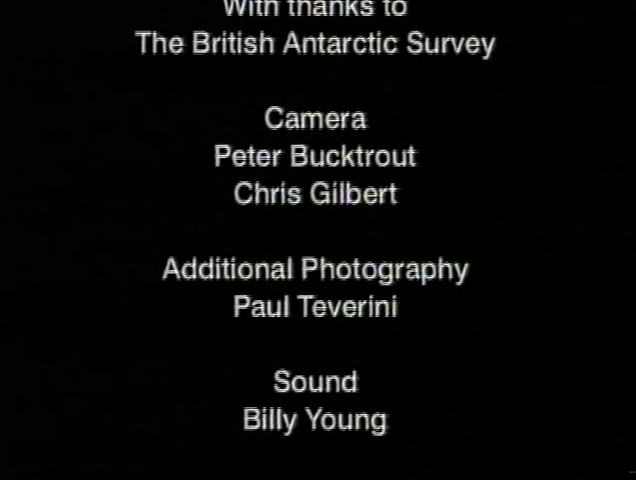 With thanks to
The British Antarctic Survey
Camera
Peter Bucktrout
Chris Gilbert
Additional Photography
Paul Teverini
Sound
Billy Young